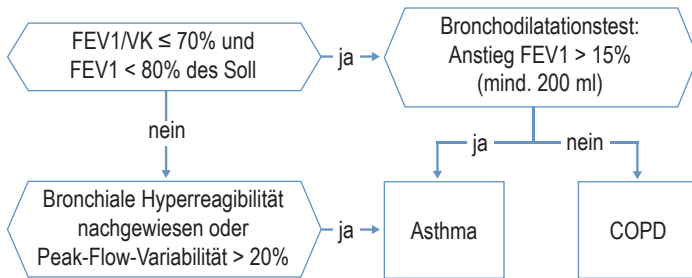 FEV1/VK ≤ 70% und
FEV1 < 80% des Soll
ja
Bronchodilatationstest:
Anstieg FEV1 > 15%
(mind. 200 ml)
nein
ja
nein
Bronchiale Hyperreagibilität
nachgewiesen oder
Peak-Flow-Variabilität > 20%
ja
Asthma
COPD